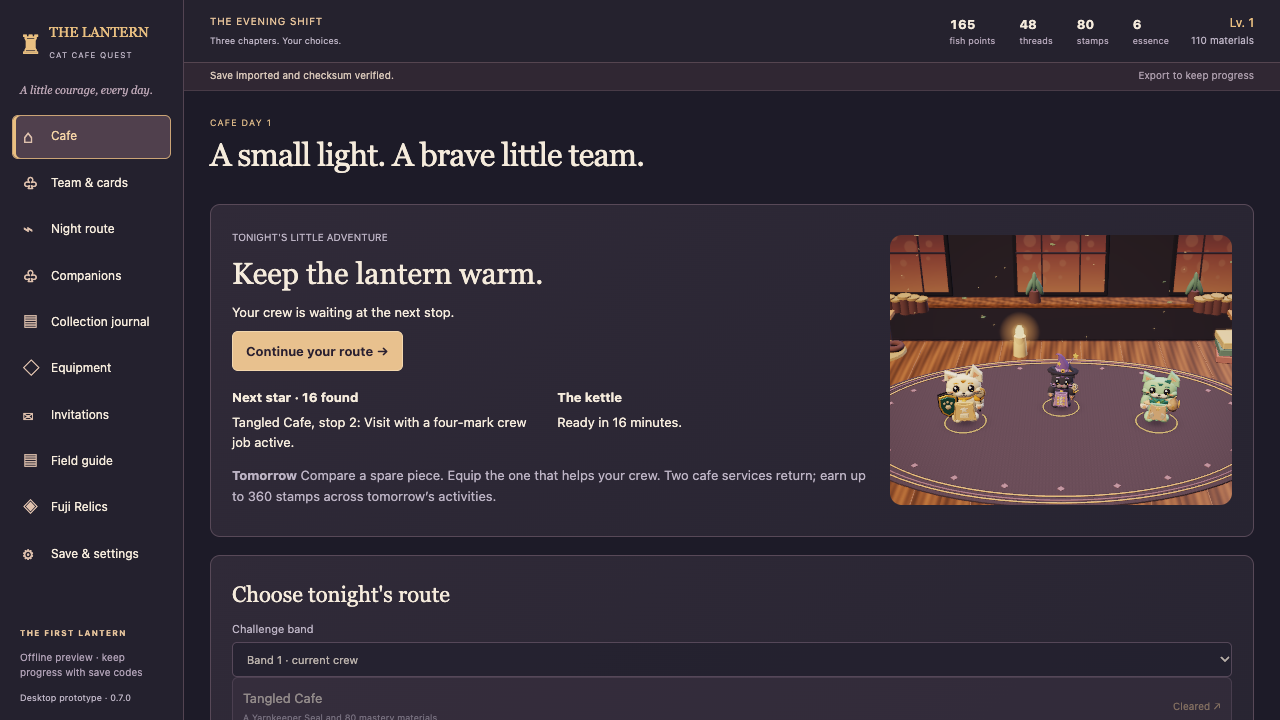 THE LANTERN
CAT CAFE QUEST
A little courage, every day.
Cafe
Team & cards
Night route
Companions
Collection journal
Equipment
Invitations
Field guide
Fuji Relics
Save & settings
THE FIRST LANTERN
Offline preview · keep
progress with save codes
Desktop prototype · 0.7.0
THE EVENING SHIFT
Three chapters. Your choices.
165
fish points
48
threads
80
stamps
6
essence
Lv. 1
110 materials
Save imported and checksum verified.
Export to keep progress
CAFE DAY 1
A small light. A brave little team.
TONIGHT'S LITTLE ADVENTURE
Keep the lantern warm.
Your crew is waiting at the next stop.
Continue your route →
Next star · 16 found
Tangled Cafe, stop 2: Visit with a four-mark crew
job active.
The kettle
Ready in 16 minutes.
Tomorrow Compare a spare piece. Equip the one that helps your crew. Two cafe services return; earn up
to 360 stamps across tomorrow’s activities.
Choose tonight's route
Challenge band
Band 1 · current crew
Tangled Cafe
A Yarnkeeper Seal and 80 mastery materials
Cleared ↗